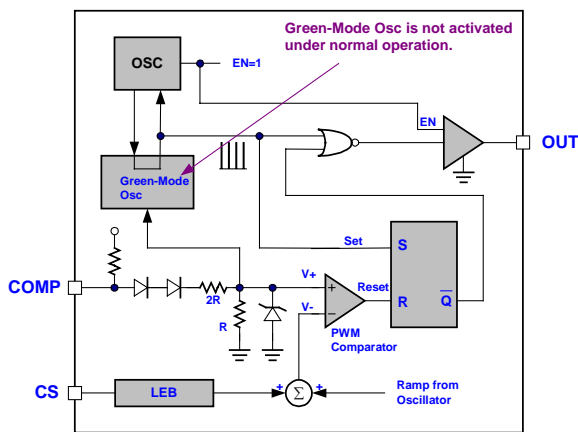 Green-Mode Osc is not activated
under normal operation.
OSC
EN=1
EN
OUT
Green-Mode
Osc
Set
S
COMP
2R
V+
+
Reset
R
Q
R
V-
−
PWM
Comparator
CS
LEB
+
Σ
+
Ramp from
Oscillator